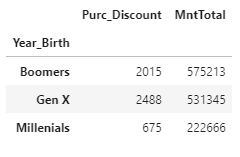 Purc_Discount MntTotal
Year_Birth
Boomers 2015 575213
Gen X 2488 531345
Millenials 675 222666